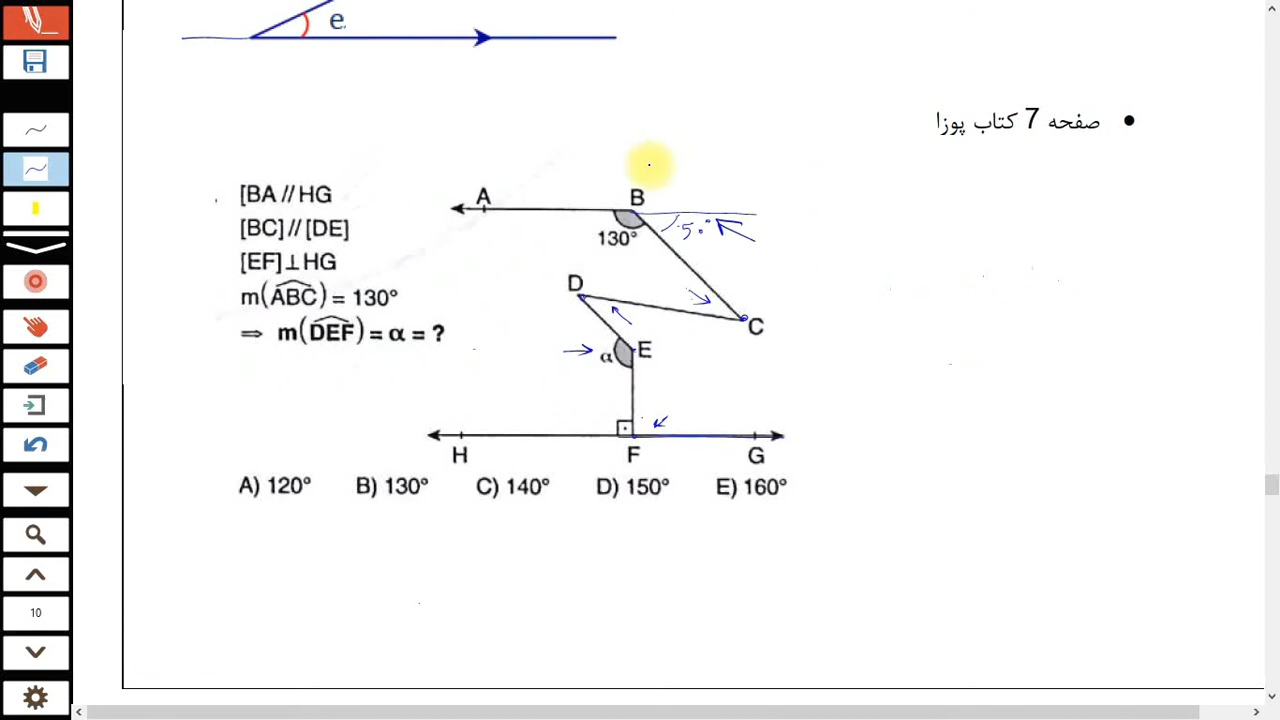 e
• صفحه 7 کتاب پوزا
[BA // HG
[BC] // [DE]
[EF] ⊥ HG
m(ABC) = 130°
⇒ m(DEF) = α = ?
A
B
130°
50°
D
C
α
E
H
F
G
A) 120° B) 130° C) 140° D) 150° E) 160°
10